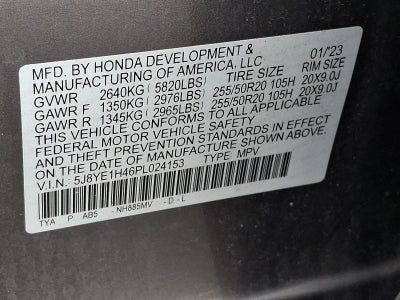 MFD. BY HONDA DEVELOPMENT & 01/23
MANUFACTURING OF AMERICA, LLC
GVWR 2640KG (5820LBS) TIRE SIZE RIM SIZE
GAWR F 1350KG (2976LBS) 255/50R20 105H 20X9.0J
GAWR R 1345KG (2965LBS) 255/50R20 105H 20X9.0J
THIS VEHICLE CONFORMS TO ALL APPLICABLE
FEDERAL MOTOR VEHICLE SAFETY
AND THEFT PREVENTION STANDARDS IN EFFECT
ON THE DATE OF MANUFACTURE SHOWN ABOVE.
V.I.N.: 5J8YE1H46PL024153 TYPE: MPV
TYA P AB5 - NH885MV - D - L